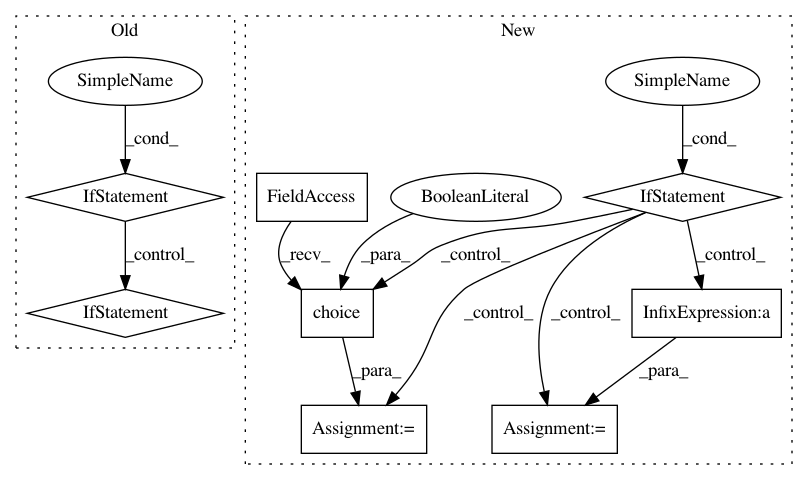 Old
New
SimpleName
SimpleName
_cond_
_cond_
FieldAccess
BooleanLiteral
IfStatement
IfStatement
_control_
_recv_
_para_
_control_
_control_
_control_
_control_
IfStatement
choice
InfixExpression:a
_para_
_para_
Assignment:=
Assignment:=